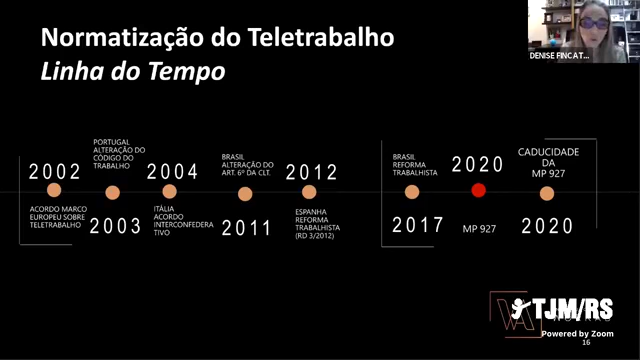 Normatização do Teletrabalho
Linha do Tempo
DENISE FINCAT...
2002
ACORDO MARCO
EUROPEU SOBRE
TELETRABALHO
PORTUGAL
ALTERAÇÃO DO
CÓDIGO DO
TRABALHO
2003
2004
ITÁLIA
ACORDO
INTERCONFEDERA
TIVO
BRASIL
ALTERAÇÃO DO
ART. 6º DA CLT.
2011
2012
ESPANHA
REFORMA
TRABALHISTA
(RD 3/2012)
BRASIL
REFORMA
TRABALHISTA
2017
2020
MP 927
CADUCIDADE
DA
MP 927
2020
TJM/RS
Powered by Zoom
16